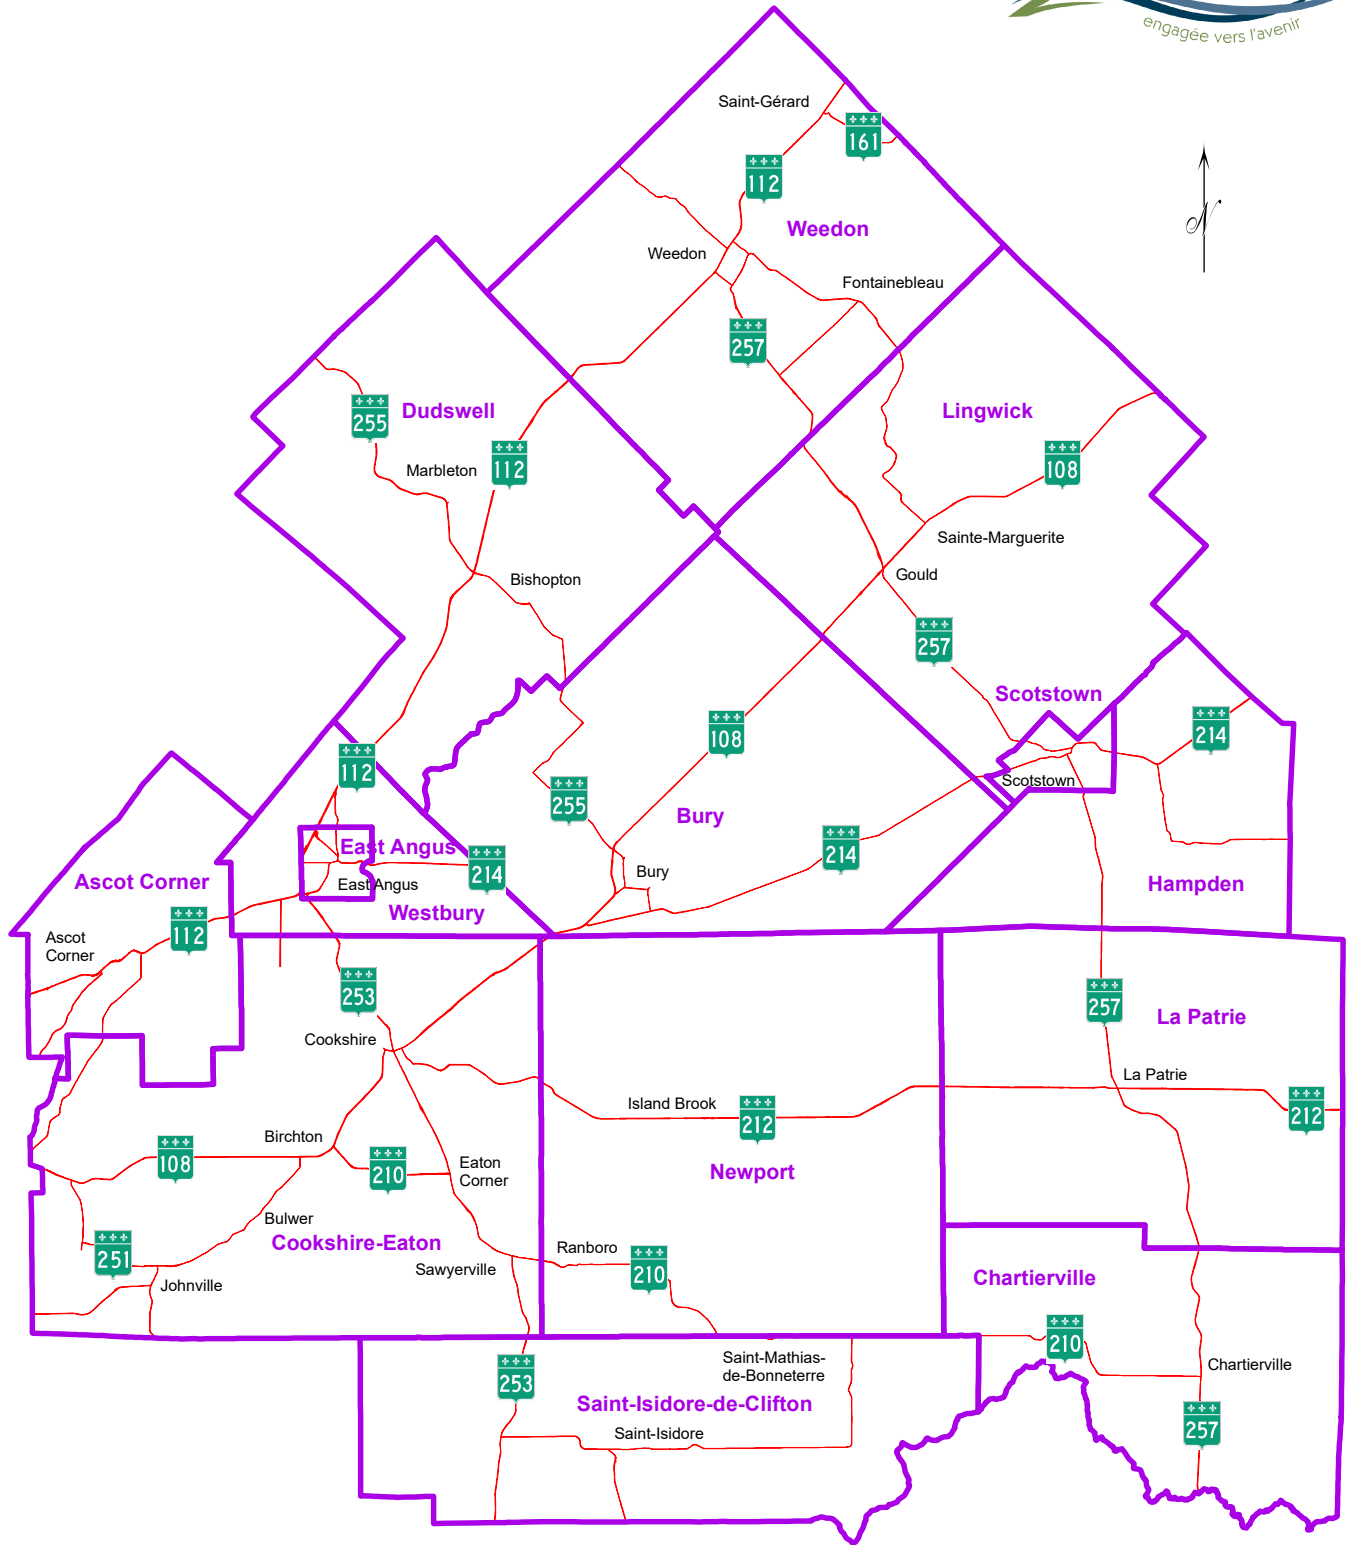 engagée vers l'avenir
Saint-Gérard
161
112
Weedon
N
Weedon
Fontainebleau
257
Dudswell
255
Lingwick
112
Marbleton
108
Sainte-Marguerite
Gould
Bishopton
257
Scotstown
214
108
112
Scotstown
255
Bury
214
East Angus
214
Bury
Ascot Corner
East Angus
Hampden
Westbury
112
Ascot
Corner
253
257
La Patrie
Cookshire
La Patrie
Island Brook
212
212
Birchton
108
210
Eaton
Corner
Newport
Bulwer
Cookshire-Eaton
251
Ranboro
Sawyerville
210
Johnville
Chartierville
210
Saint-Mathias-
de-Bonneterre
Chartierville
253
Saint-Isidore-de-Clifton
257
Saint-Isidore